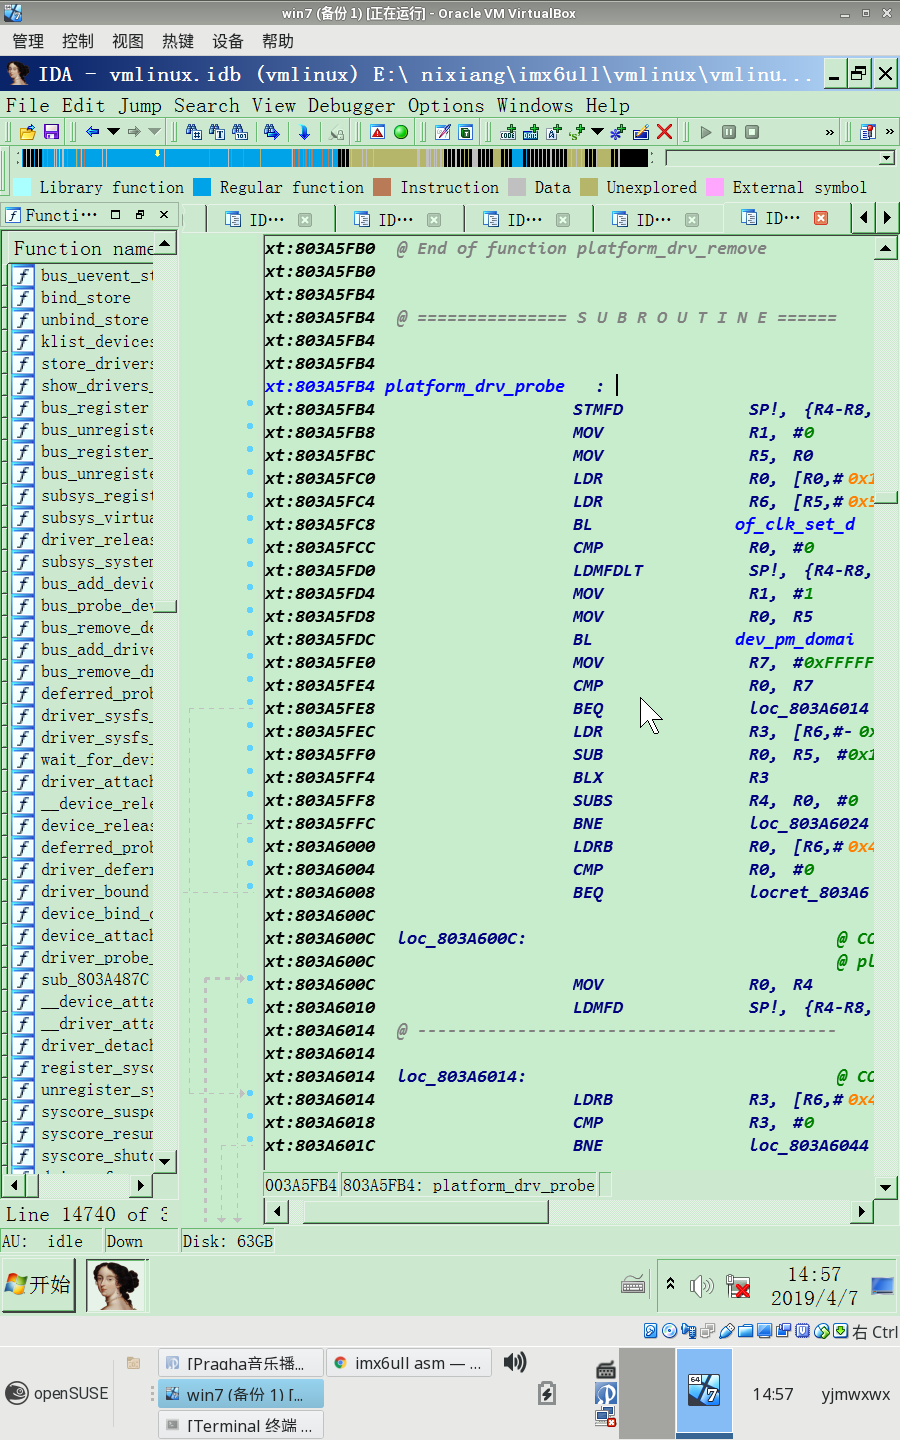 win7 (备份 1) [正在运行] - Oracle VM VirtualBox
管理 控制 视图 热键 设备 帮助
IDA - vmlinux.idb (vmlinux) E:\ nixiang\imx6ull\vmlinux\vmlinu...
File Edit Jump Search View Debugger Options Windows Help
Library function Regular function Instruction Data Unexplored External symbol
Functi··· ID··· ID··· ID··· ID··· ID···
Function name
bus_uevent_st
bind_store
unbind_store
klist_devices
store_drivers
show_drivers_
bus_register
bus_unregiste
bus_register_
bus_unregiste
subsys_regist
subsys_virtua
driver_releas
subsys_system
bus_add_devic
bus_probe_dev
bus_remove_de
bus_add_drive
bus_remove_dr
deferred_prob
driver_sysfs_
driver_sysfs_
wait_for_devi
driver_attach
__device_rele
device_releas
deferred_prob
driver_deferr
driver_bound
device_bind_d
device_attach
driver_probe_
sub_803A487C
__device_atta
__driver_atta
driver_detach
register_sysc
unregister_sy
syscore_suspe
syscore_resum
syscore_shutd
Line 14740 of 3
xt:803A5FB0 @ End of function platform_drv_remove
xt:803A5FB0
xt:803A5FB4
xt:803A5FB4 @ =============== S U B R O U T I N E ======
xt:803A5FB4
xt:803A5FB4
xt:803A5FB4 platform_drv_probe :
xt:803A5FB4 STMFD SP!, {R4-R8,
xt:803A5FB8 MOV R1, #0
xt:803A5FBC MOV R5, R0
xt:803A5FC0 LDR R0, [R0,#0x1
xt:803A5FC4 LDR R6, [R5,#0x5
xt:803A5FC8 BL of_clk_set_d
xt:803A5FCC CMP R0, #0
xt:803A5FD0 LDMFDLT SP!, {R4-R8,
xt:803A5FD4 MOV R1, #1
xt:803A5FD8 MOV R0, R5
xt:803A5FDC BL dev_pm_domai
xt:803A5FE0 MOV R7, #0xFFFFF
xt:803A5FE4 CMP R0, R7
xt:803A5FE8 BEQ loc_803A6014
xt:803A5FEC LDR R3, [R6,#-0x
xt:803A5FF0 SUB R0, R5, #0x1
xt:803A5FF4 BLX R3
xt:803A5FF8 SUBS R4, R0, #0
xt:803A5FFC BNE loc_803A6024
xt:803A6000 LDRB R0, [R6,#0x4
xt:803A6004 CMP R0, #0
xt:803A6008 BEQ locret_803A6
xt:803A600C
xt:803A600C loc_803A600C: @ CO
xt:803A600C @ pl
xt:803A600C MOV R0, R4
xt:803A6010 LDMFD SP!, {R4-R8,
xt:803A6014 @ ------------------------------------------
xt:803A6014
xt:803A6014 loc_803A6014: @ CO
xt:803A6014 LDRB R3, [R6,#0x4
xt:803A6018 CMP R3, #0
xt:803A601C BNE loc_803A6044
003A5FB4 803A5FB4: platform_drv_probe
AU: idle Down Disk: 63GB
开始
14:57
2019/4/7
右 Ctrl
openSUSE
[Pragha音乐播...
imx6ull asm — ...
win7 (备份 1) [...
[Terminal 终端 ...
64
7
14:57 yjmwxwx